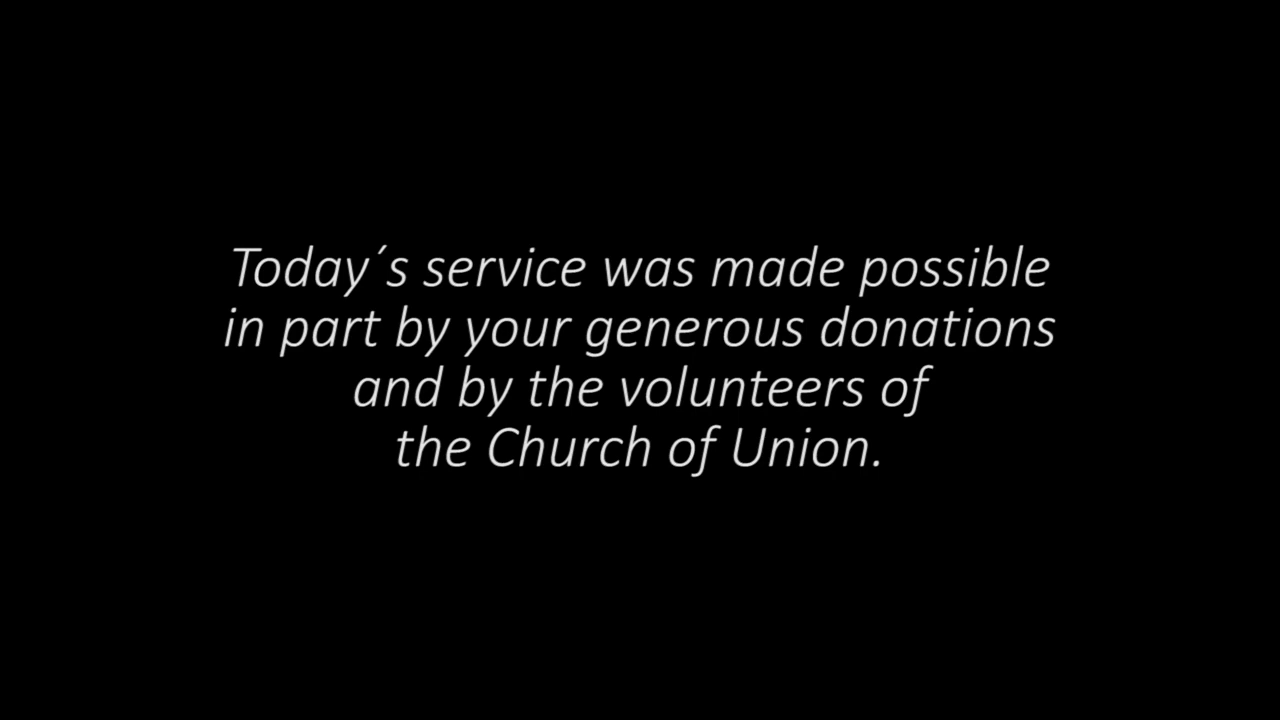 Today´s service was made possible
in part by your generous donations
and by the volunteers of
the Church of Union.